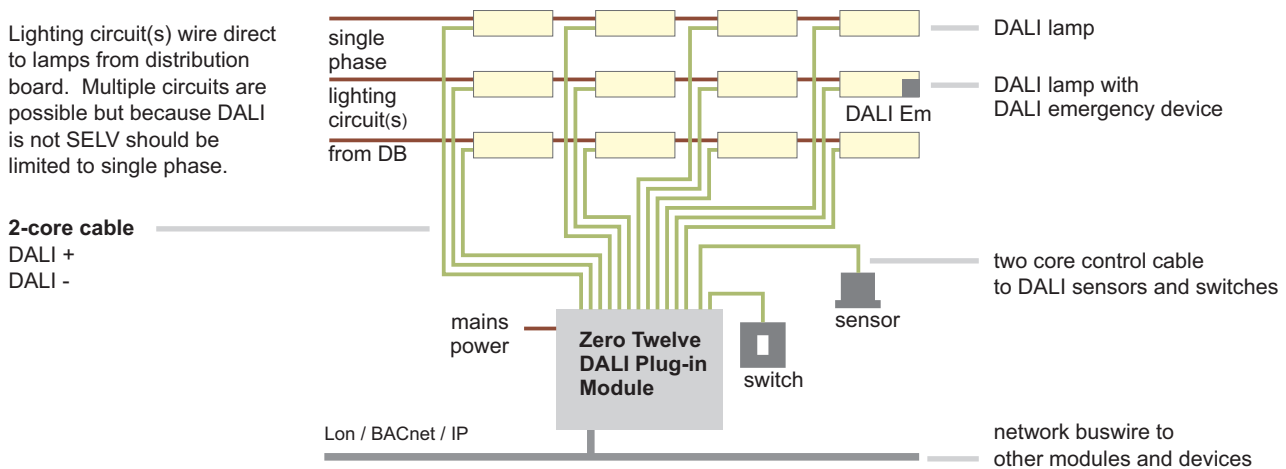 Lighting circuit(s) wire direct
to lamps from distribution
board.  Multiple circuits are
possible but because DALI
is not SELV should be
limited to single phase.
2-core cable
DALI +
DALI -
single
phase
lighting
circuit(s)
from DB
DALI Em
DALI lamp
DALI lamp with
DALI emergency device
two core control cable
to DALI sensors and switches
sensor
switch
mains
power
Zero Twelve
DALI Plug-in
Module
Lon / BACnet / IP
network buswire to
other modules and devices